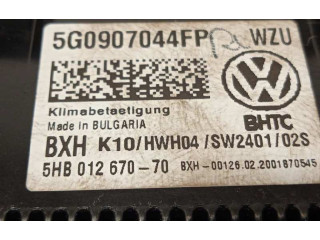 5G0907044FP WZU
BHTC
Klimabetaetigung
Made in BULGARIA
BXH K10/HWH04/SW2401/02S
5HB 012 670-70 BXH-00126.02.2001870545